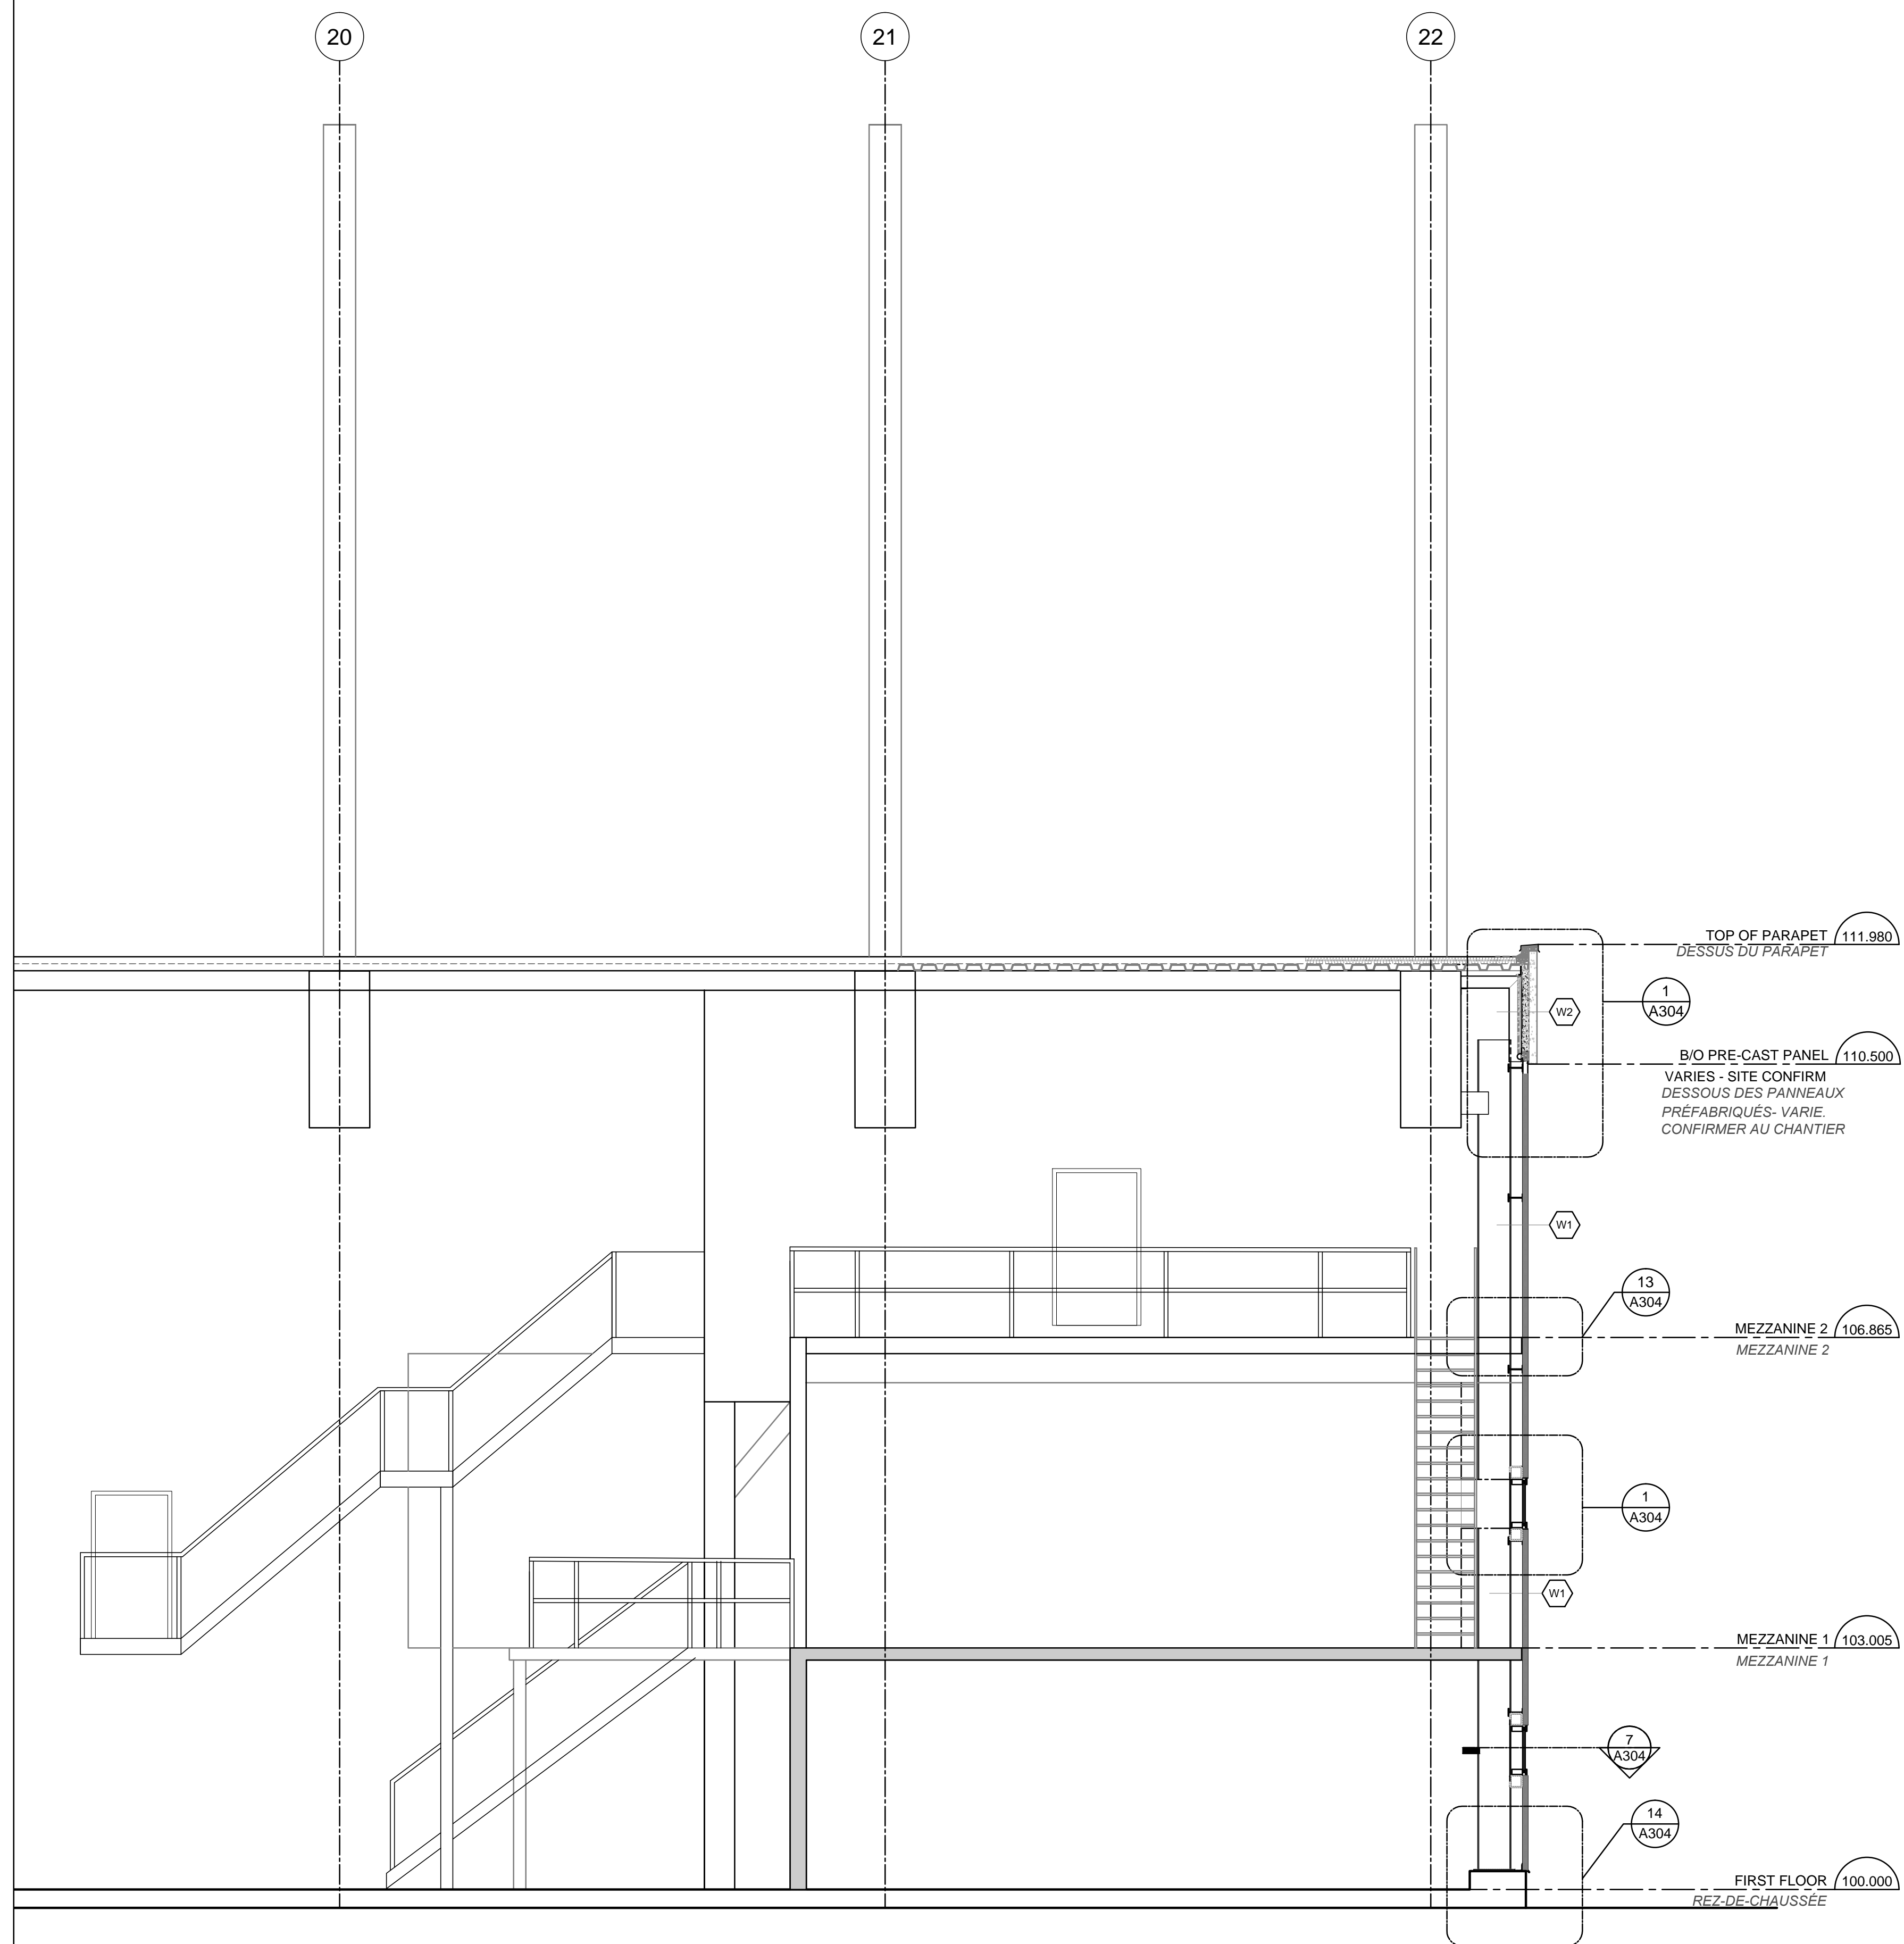 20
21
22
TOP OF PARAPET 111.980
DESSUS DU PARAPET
1
A304
W2
B/O PRE-CAST PANEL 110.500
VARIES - SITE CONFIRM
DESSOUS DES PANNEAUX
PRÉFABRIQUÉS- VARIE.
CONFIRMER AU CHANTIER
W1
13
A304
MEZZANINE 2 106.865
MEZZANINE 2
1
A304
W1
MEZZANINE 1 103.005
MEZZANINE 1
7
A304
14
A304
FIRST FLOOR 100.000
REZ-DE-CHAUSSÉE